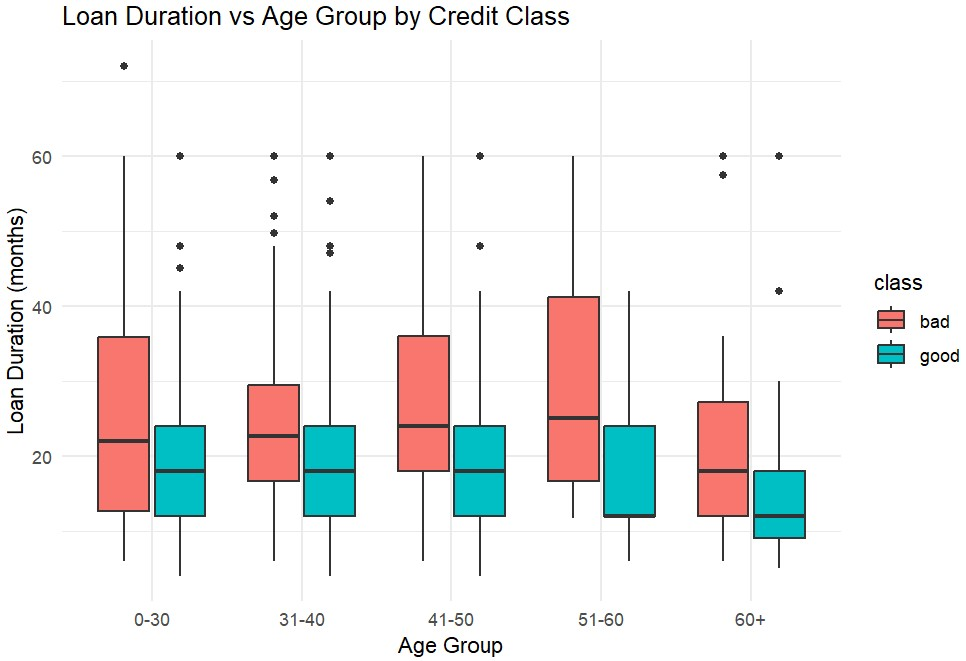 Loan Duration vs Age Group by Credit Class
Loan Duration (months)
60
40
20
0-30 31-40 41-50 51-60 60+
Age Group
class
bad
good